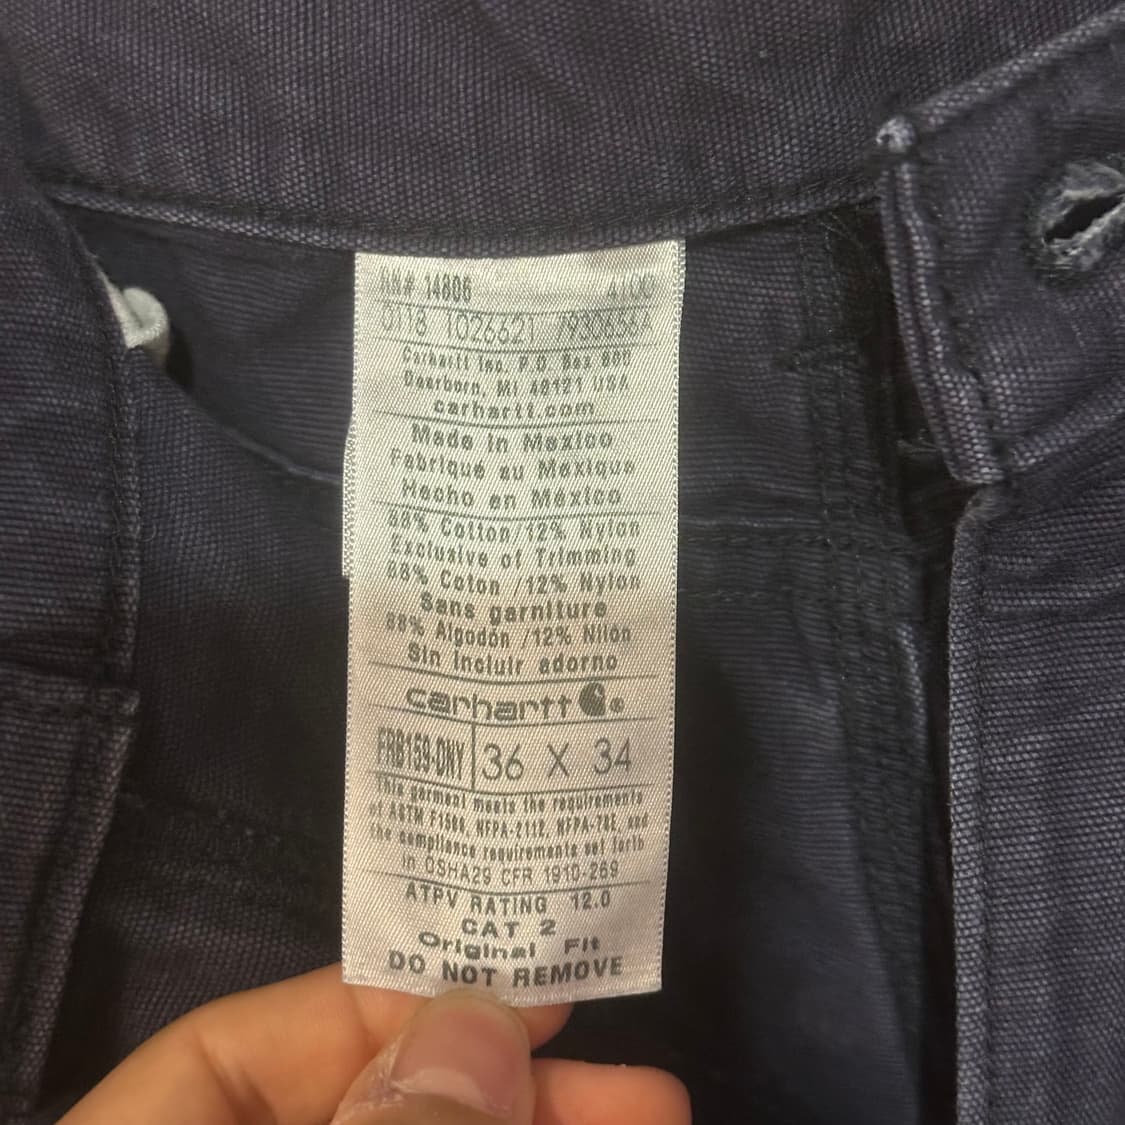 RN# 14806 4100
0118 1026621 /930656A
Carhartt Inc. P.O. Box 600
Dearborn, MI 48121 USA
carhartt.com
Made in Mexico
Fabriqué au Mexique
Hecho en México
88% Cotton/12% Nylon
Exclusive of Trimming
88% Coton /12% Nylon
Sans garniture
88% Algodón /12% Nilón
Sin incluir adorno
carhartt ®
FRB159-DNY 36 X 34
This garment meets the requirements
of ASTM F1506, NFPA-2112, NFPA-70E, and
the compliance requirements set forth
in OSHA29 CFR 1910-269
ATPV RATING 12.0
CAT 2
Original Fit
DO NOT REMOVE